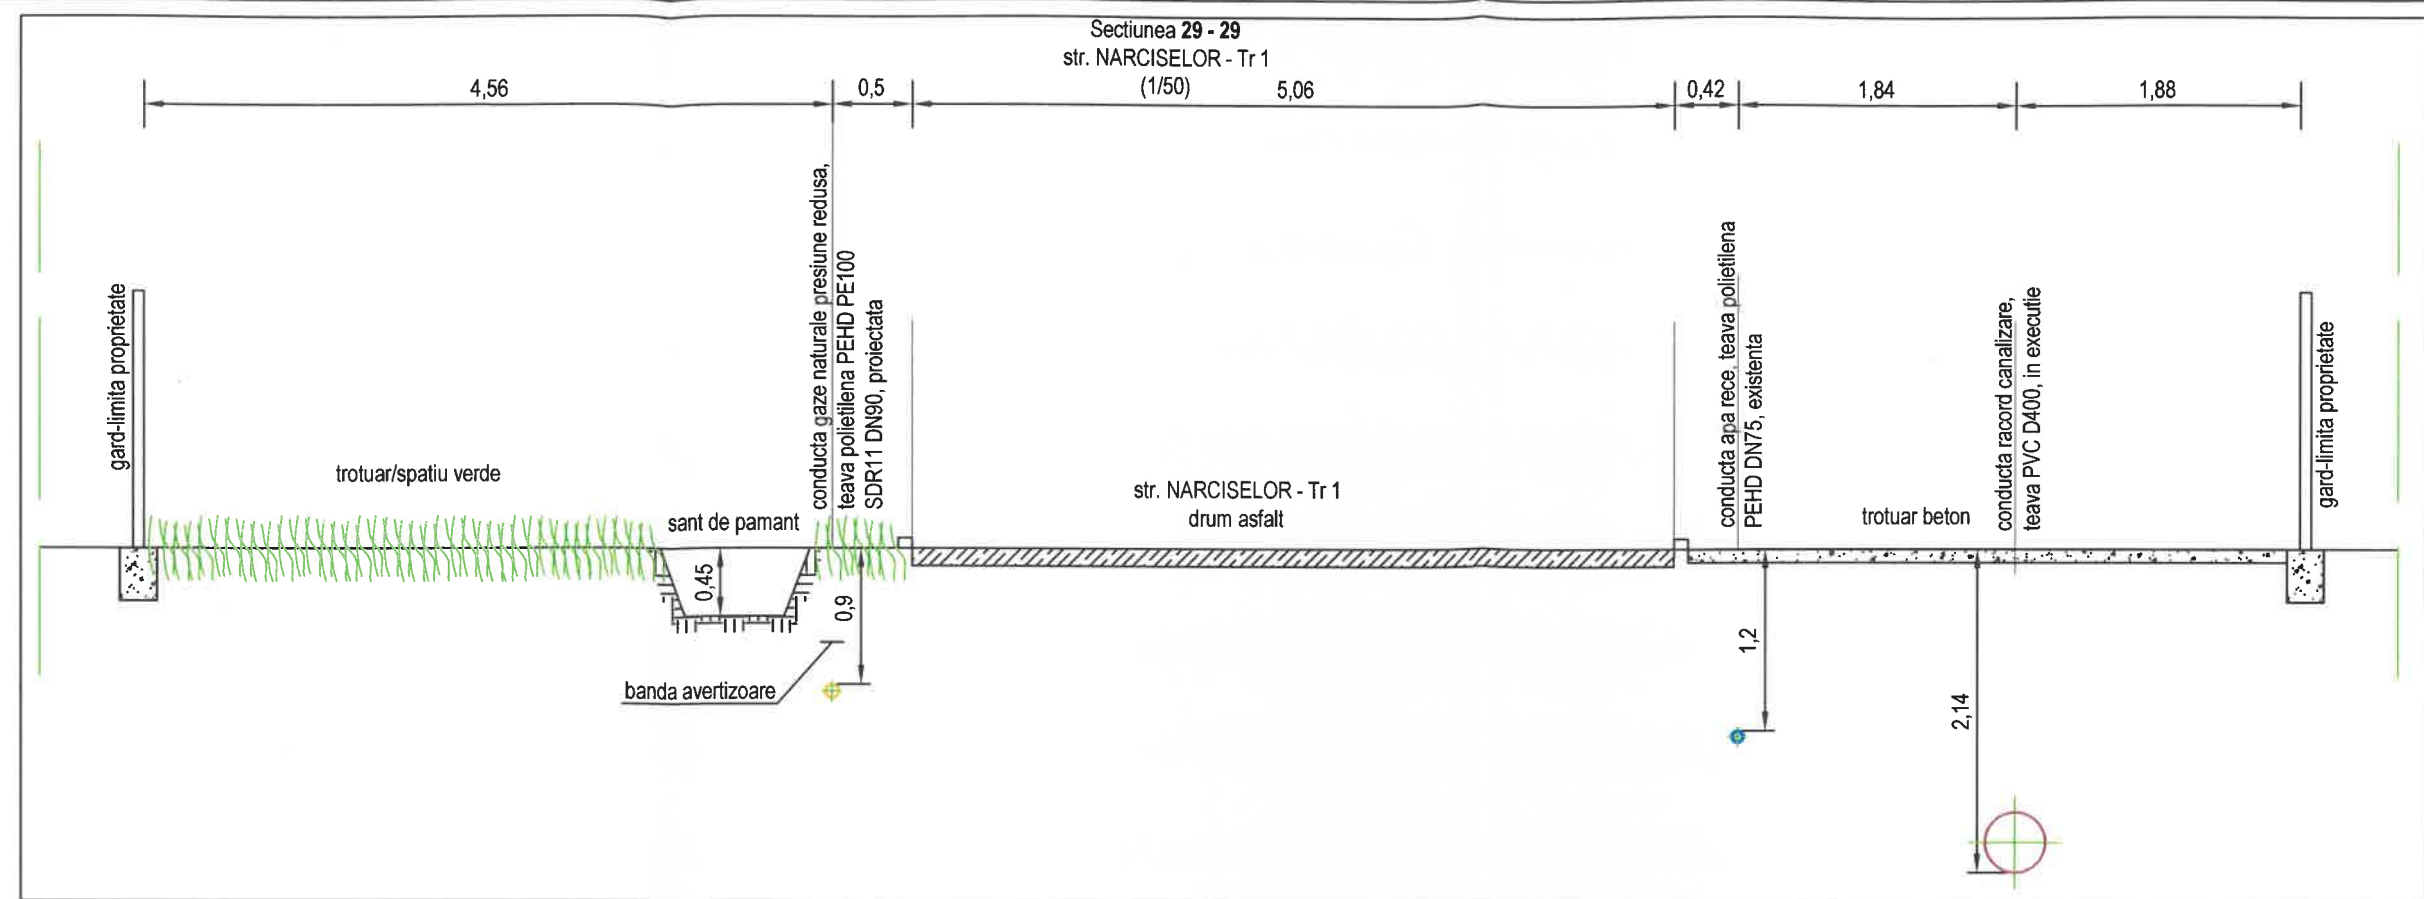 Sectiunea 29 - 29
str. NARCISELOR - Tr 1
(1/50)
4,56
0,5
5,06
0,42
1,84
1,88
gard-limita proprietate
trotuar/spatiu verde
sant de pamant
conducta gaze naturale presiune redusa,
teava polietilena PEHD PE100
SDR11 DN90, proiectata
str. NARCISELOR - Tr 1
drum asfalt
conducta apa rece, teava polietilena
PEHD DN75, existenta
trotuar beton
conducta racord canalizare,
teava PVC D400, in executie
gard-limita proprietate
0,45
0,9
1,2
2,14
banda avertizoare